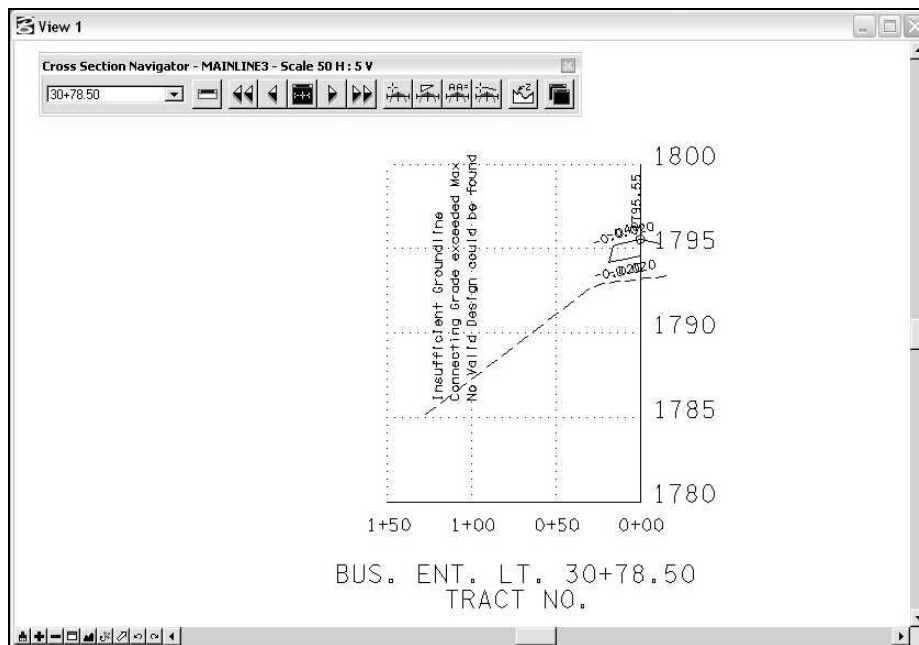 View 1
Cross Section Navigator - MAINLINE3 - Scale 50 H : 5 V
30+78.50
1800
1795
1790
1785
1780
Insufficient Groundline
Connecting Grade exceeded Max
No Valid Design could be found
1795.55
1+50 1+00 0+50 0+00
BUS. ENT. LT. 30+78.50
TRACT NO.